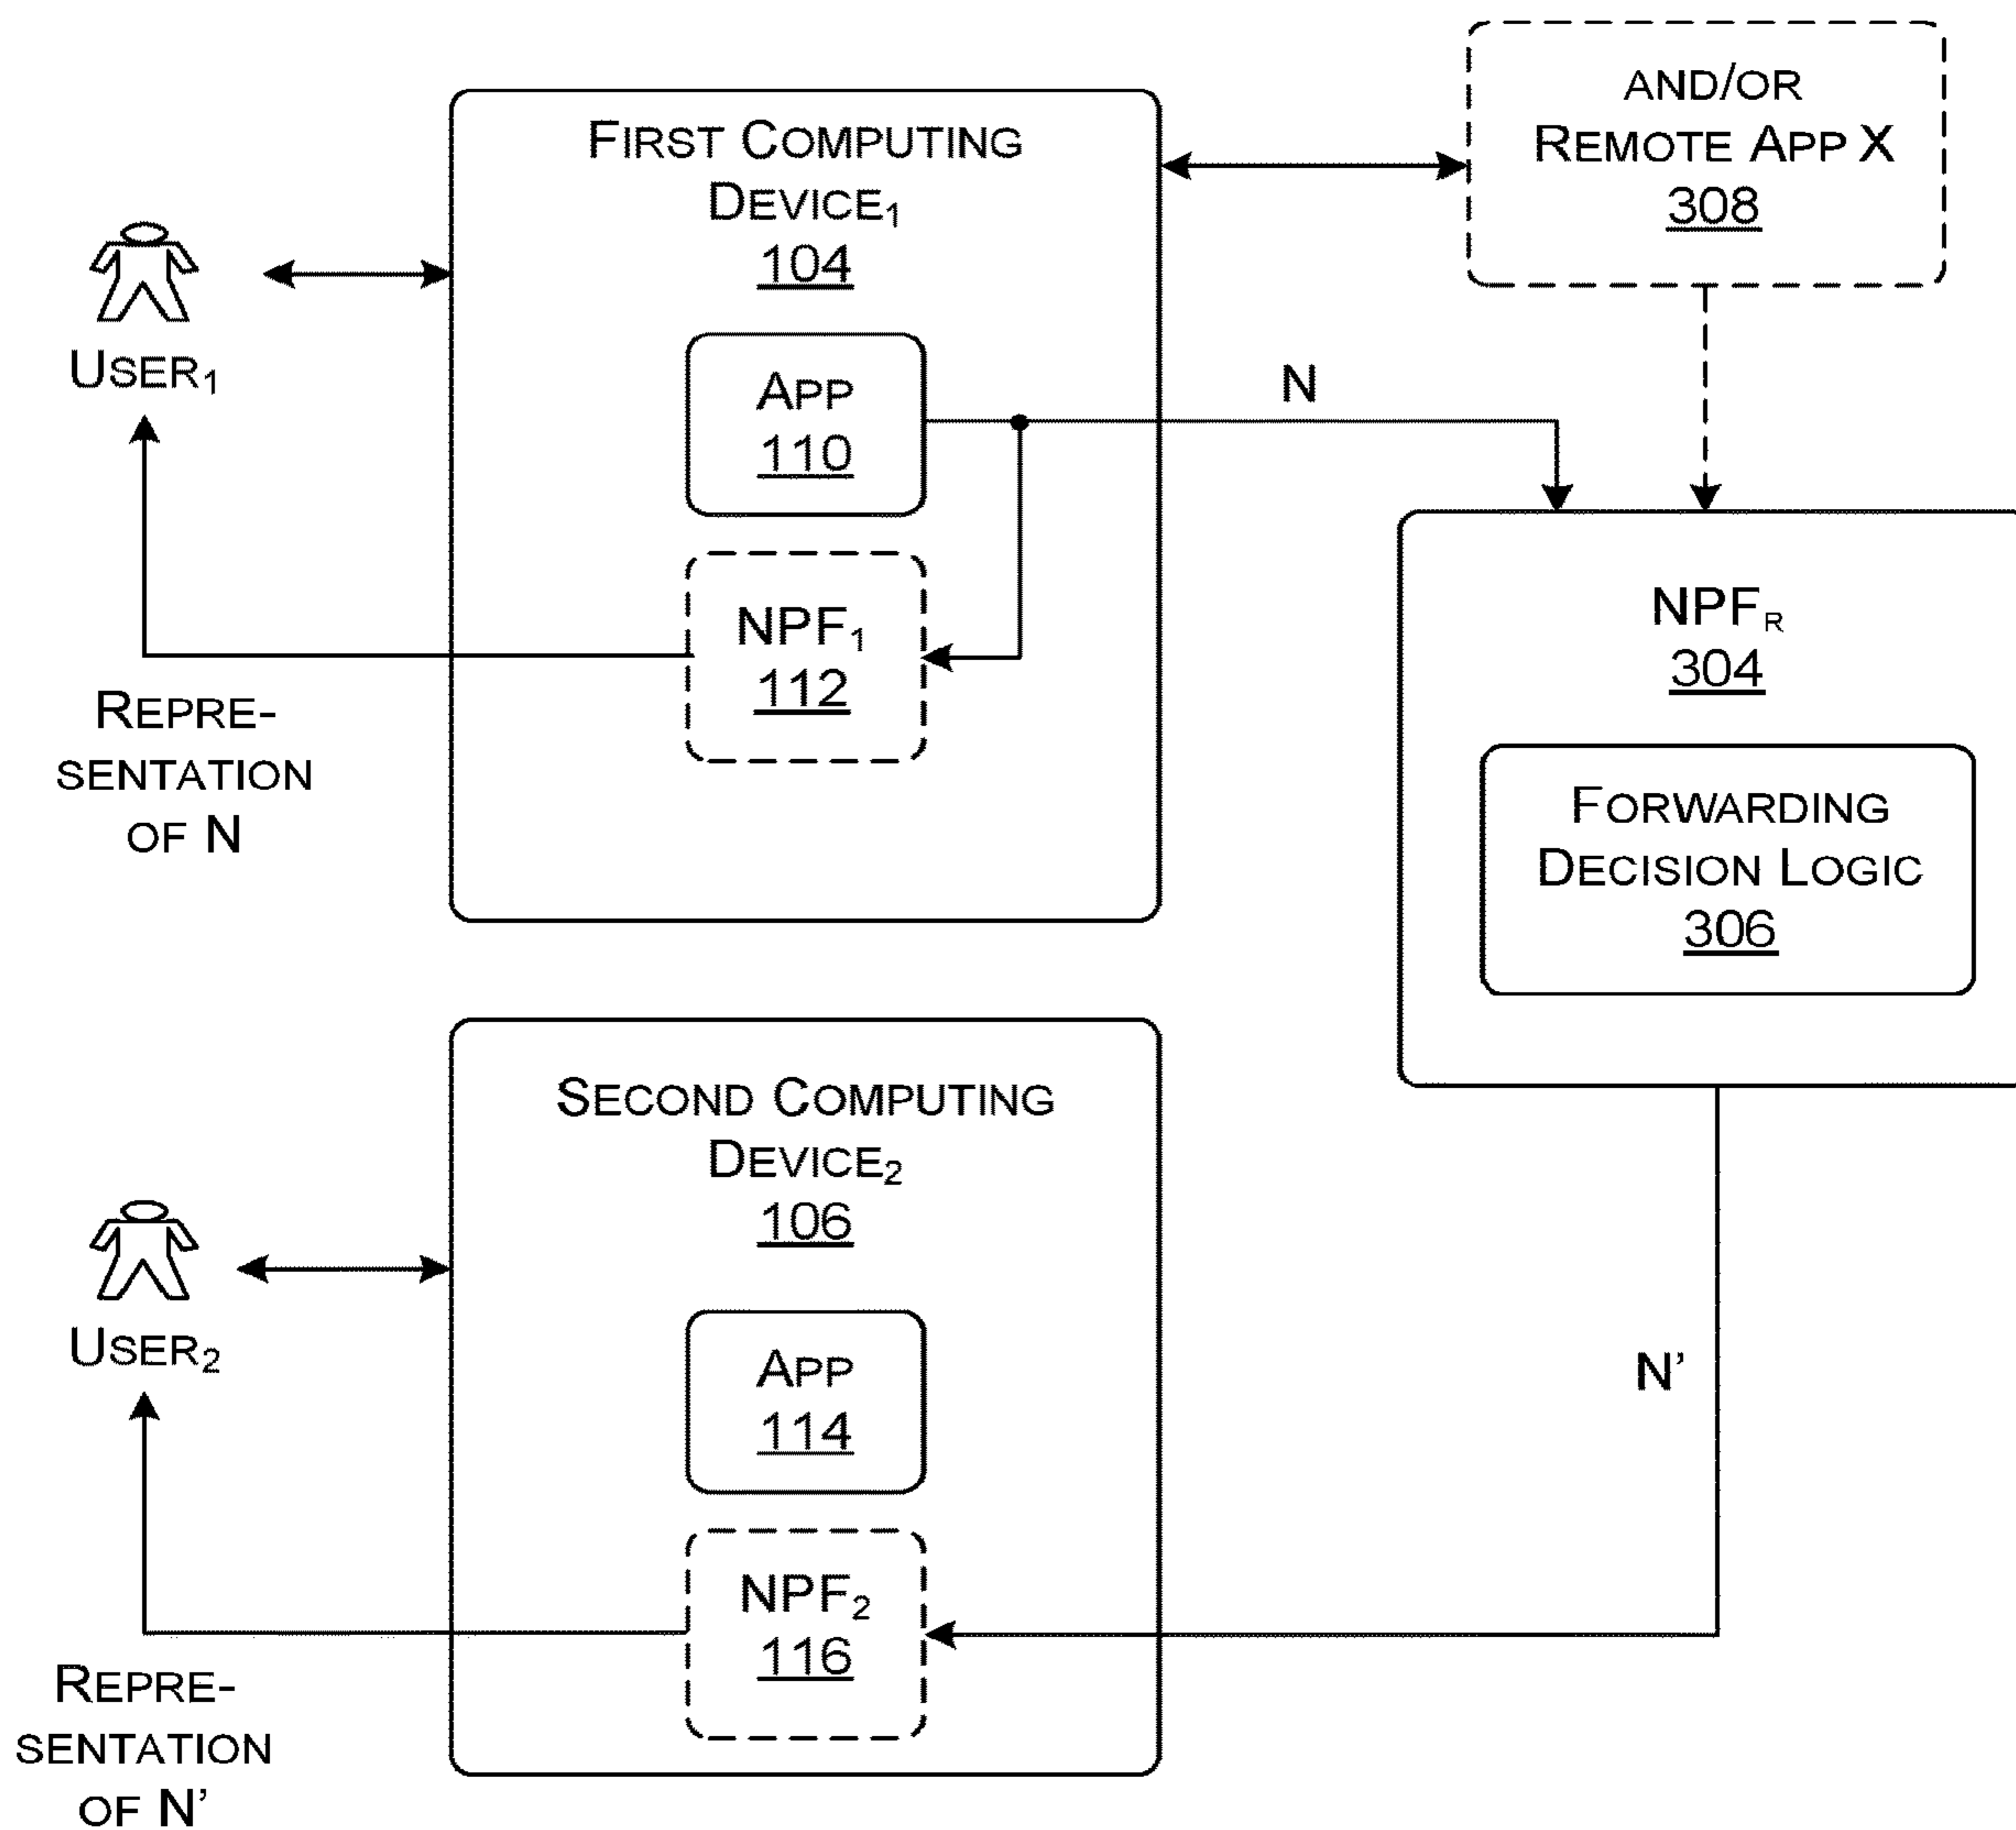 AND/OR
REMOTE APP X
308
FIRST COMPUTING
DEVICE1
104
USER1
APP
110
N
NPF1
112
REPRE-
SENTATION
OF N
NPFR
304
FORWARDING
DECISION LOGIC
306
SECOND COMPUTING
DEVICE2
106
USER2
APP
114
N'
NPF2
116
REPRE-
SENTATION
OF N'